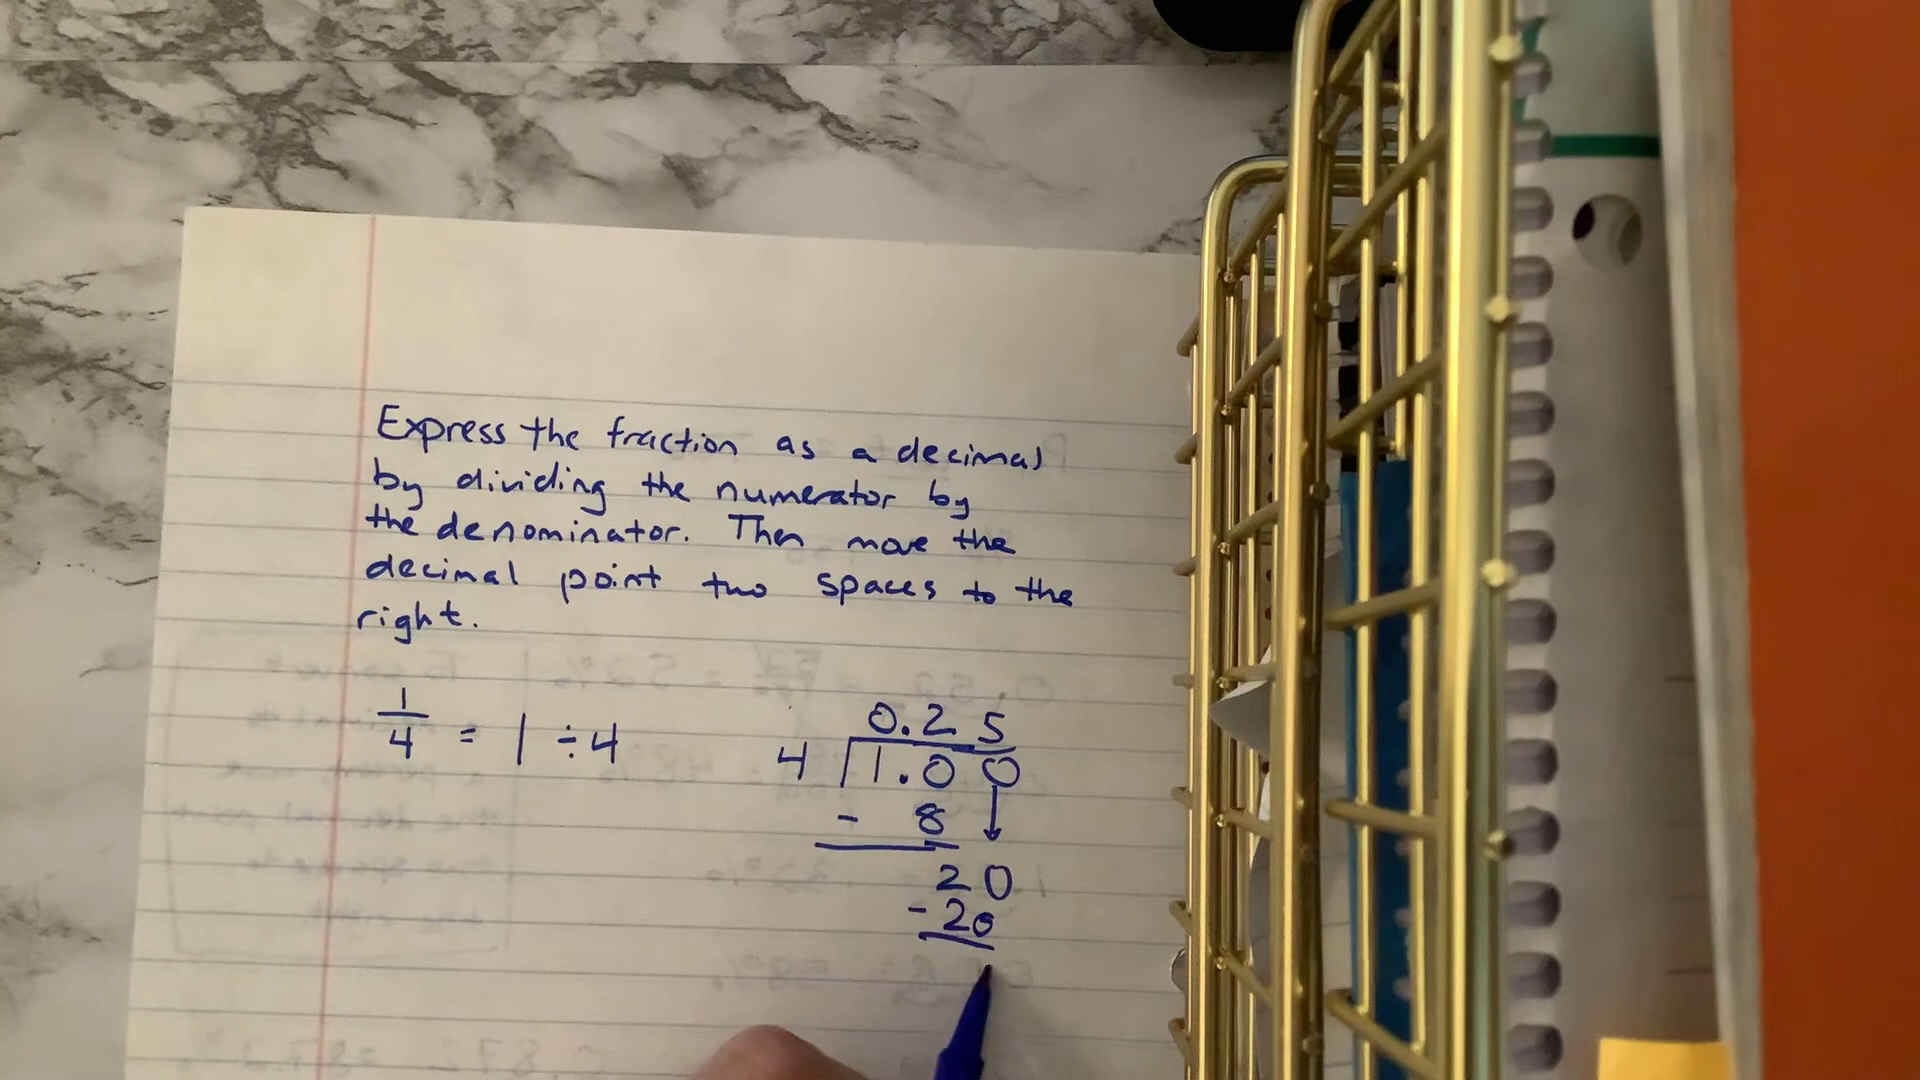 Express the fraction as a decimal
by dividing the numerator by
the denominator. Then move the
decimal point two spaces to the
right.
1/4 = 1 ÷ 4
0.25
4 1.00
- 8
20
- 20